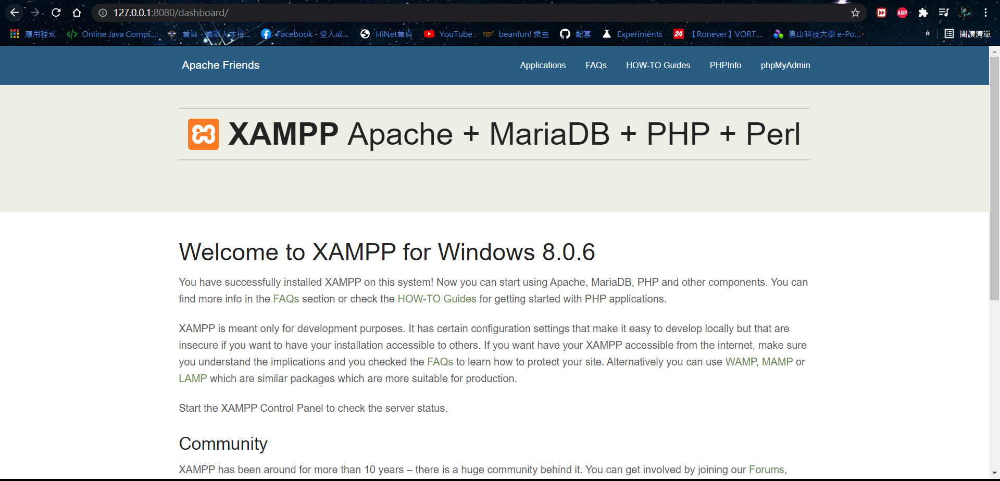 127.0.0.1:8080/dashboard/
ABP
應用程式 Online Java Compi... 首頁 - 國軍人才招... Facebook - 登入或... HiNet首頁 YouTube beanfun! 樂豆 配套 Experiments 24 【Ronever】VORT... 崑山科技大學 e-Po... » 閱讀清單
Apache Friends Applications FAQs HOW-TO Guides PHPInfo phpMyAdmin
XAMPP Apache + MariaDB + PHP + Perl
Welcome to XAMPP for Windows 8.0.6
You have successfully installed XAMPP on this system! Now you can start using Apache, MariaDB, PHP and other components. You can
find more info in the FAQs section or check the HOW-TO Guides for getting started with PHP applications.
XAMPP is meant only for development purposes. It has certain configuration settings that make it easy to develop locally but that are
insecure if you want to have your installation accessible to others. If you want have your XAMPP accessible from the internet, make sure
you understand the implications and you checked the FAQs to learn how to protect your site. Alternatively you can use WAMP, MAMP or
LAMP which are similar packages which are more suitable for production.
Start the XAMPP Control Panel to check the server status.
Community
XAMPP has been around for more than 10 years – there is a huge community behind it. You can get involved by joining our Forums,